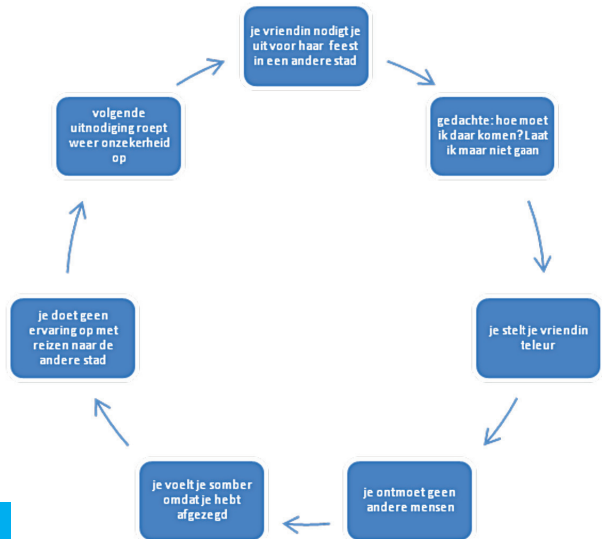 je vriendin nodigt je
uit voor haar feest
in een andere stad
gedachte: hoe moet
ik daar komen? Laat
ik maar niet gaan
je stelt je vriendin
teleur
je ontmoet geen
andere mensen
je voelt je somber
omdat je hebt
afgezegd
je doet geen
ervaring op met
reizen naar de
andere stad
volgende
uitnodiging roept
weer onzekerheid
op